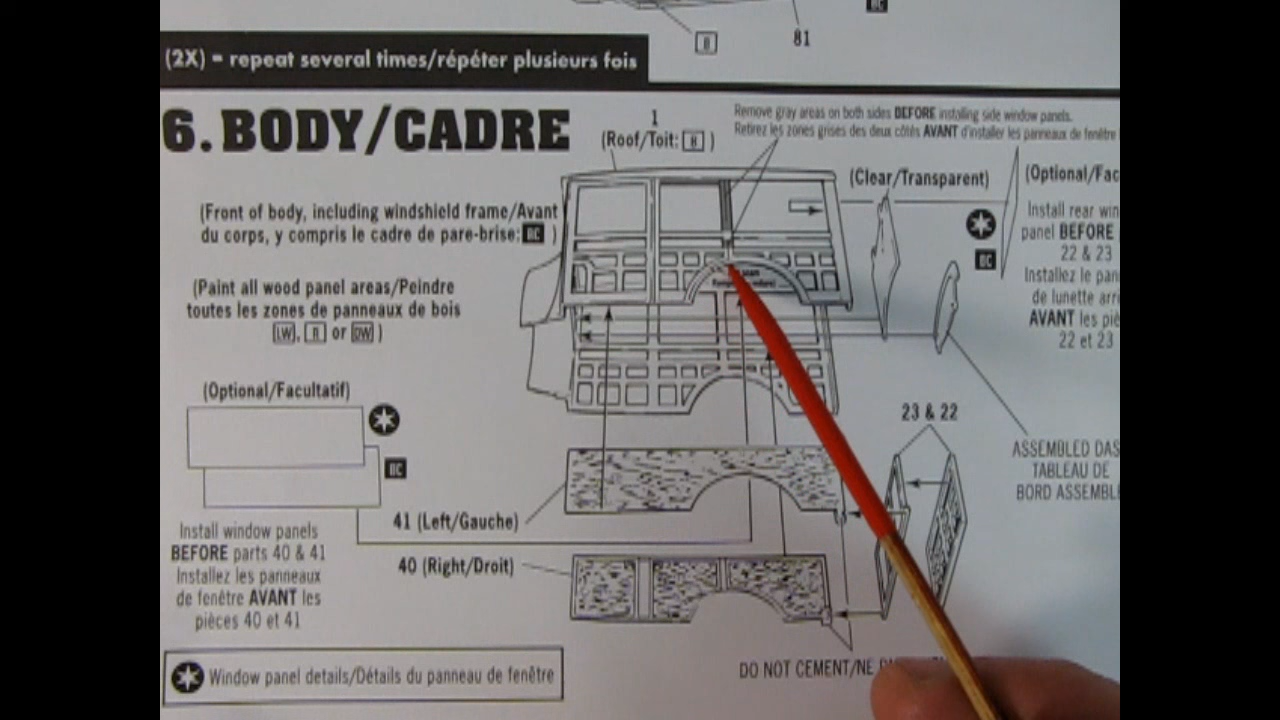 B
81
BC
(2X) = repeat several times/répéter plusieurs fois
6. BODY/CADRE
1
(Roof/Toit: B )
Remove gray areas on both sides BEFORE installing side window panels.
Retirez les zones grises des deux côtés AVANT d'installer les panneaux de fenêtre
(Front of body, including windshield frame/Avant
du corps, y compris le cadre de pare-brise: BC )
(Clear/Transparent)
(Optional/Fac
BC
Install rear win
panel BEFORE
22 & 23
Installez le pan
de lunette arri
AVANT les piè
22 et 23
(Paint all wood panel areas/Peindre
toutes les zones de panneaux de bois
LW, R or DW )
(Optional/Facultatif)
BC
23 & 22
ASSEMBLED DAS
TABLEAU DE
BORD ASSEMBLÉ
41 (Left/Gauche)
40 (Right/Droit)
Install window panels
BEFORE parts 40 & 41
Installez les panneaux
de fenêtre AVANT les
pièces 40 et 41
DO NOT CEMENT/NE
Window panel details/Détails du panneau de fenêtre